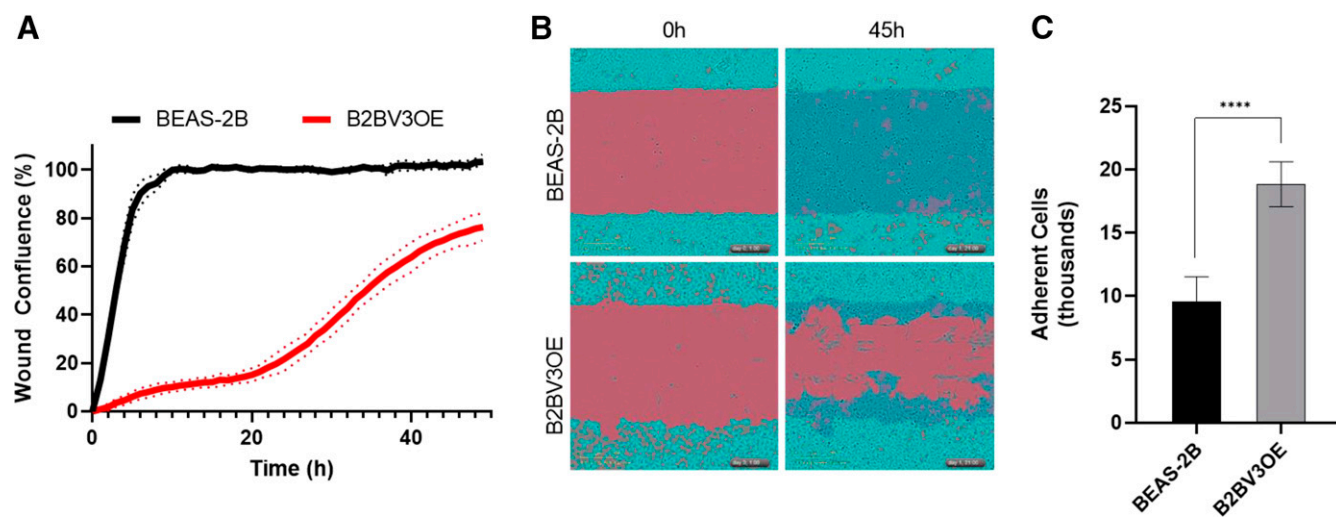 A
BEAS-2B
B2BV3OE
Wound Confluence (%)
100
80
60
40
20
0
0
20
40
Time (h)
B
0h
45h
BEAS-2B
B2BV3OE
C
Adherent Cells
(thousands)
25
20
15
10
5
0
****
BEAS-2B
B2BV3OE